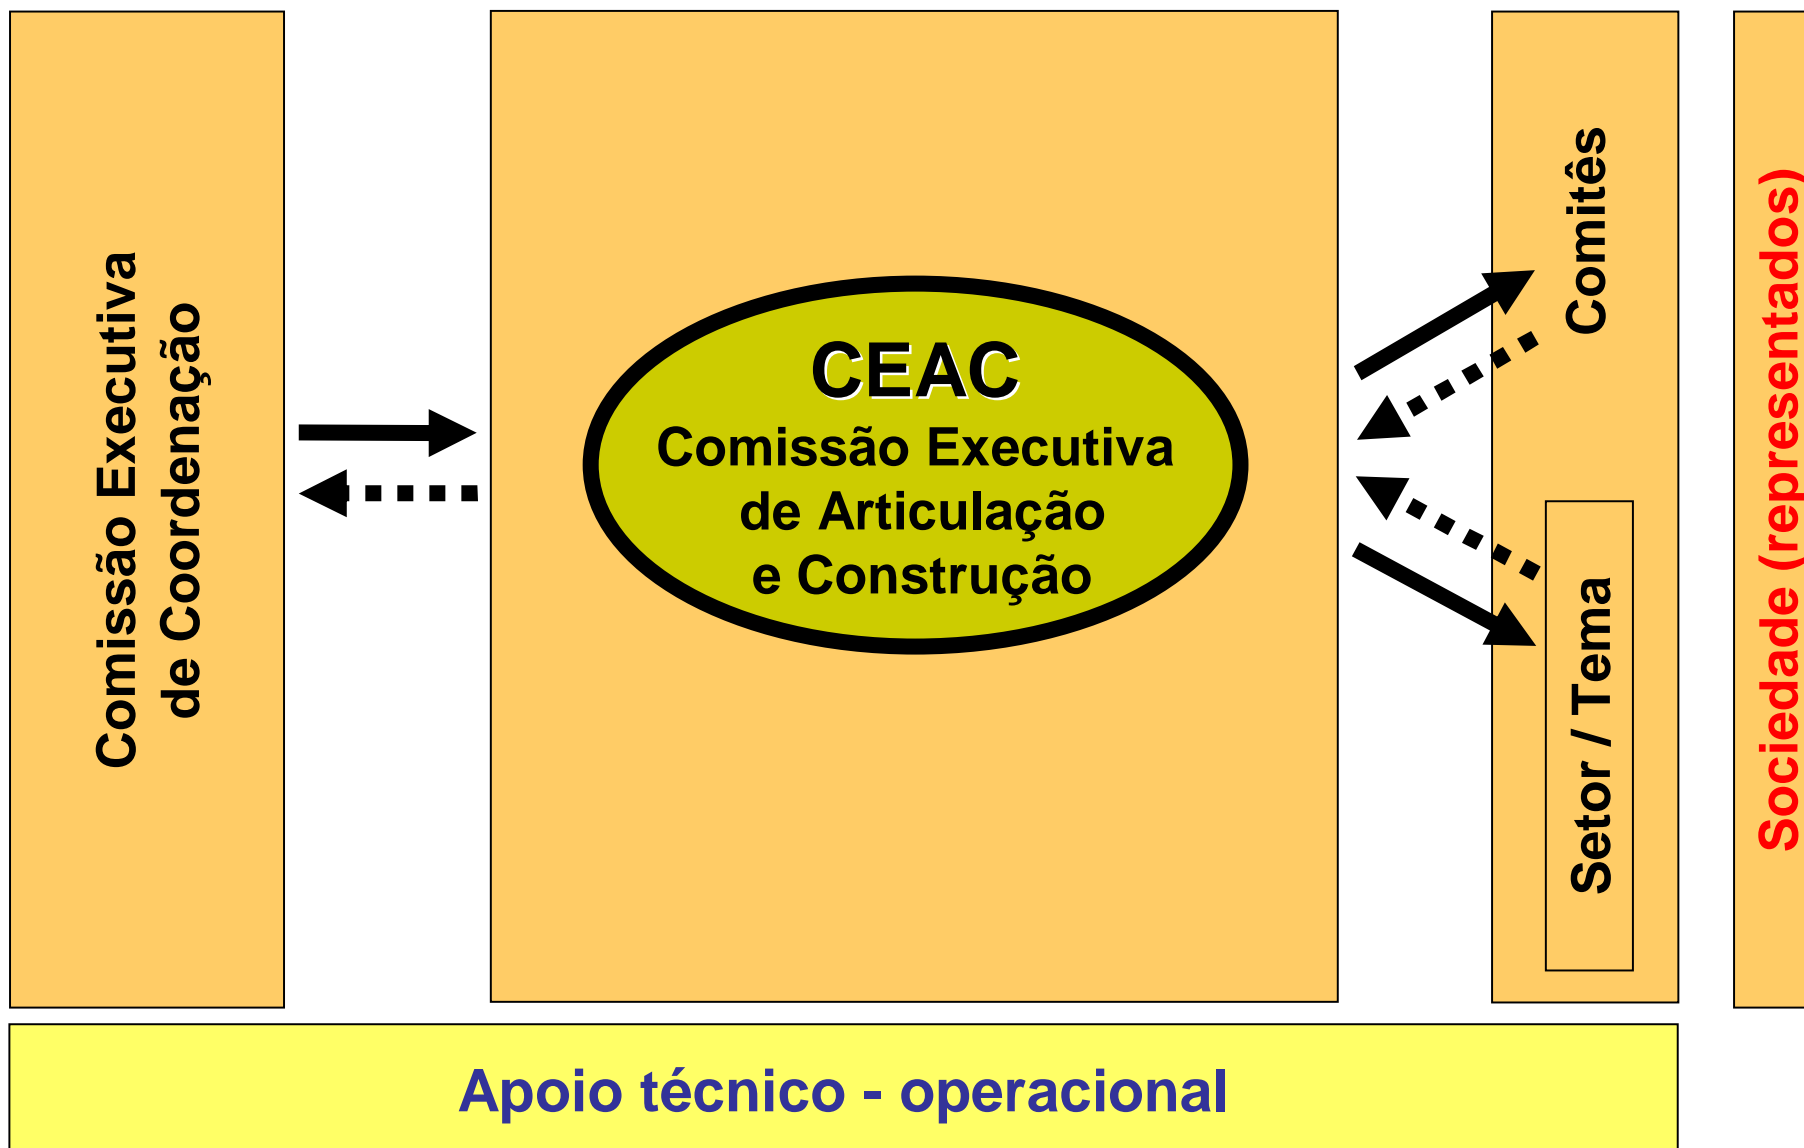 Comissão Executiva
de Coordenação
CEAC
Comissão Executiva
de Articulação
e Construção
Comitês
Setor / Tema
Sociedade (representados)
Apoio técnico - operacional